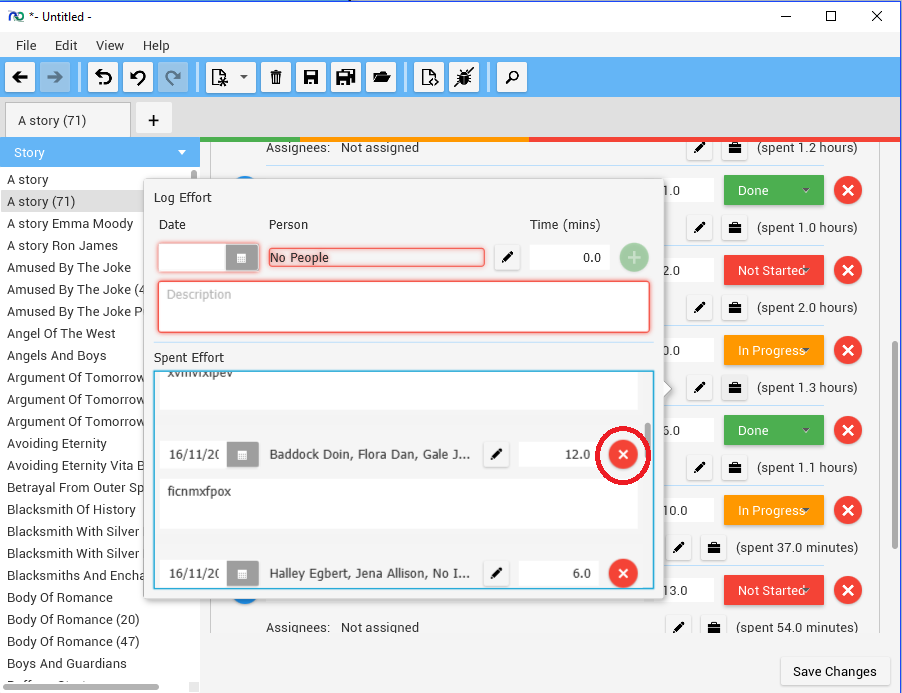 *- Untitled -
File Edit View Help
A story (71) +
Story
A story
A story (71)
A story Emma Moody
A story Ron James
Amused By The Joke
Amused By The Joke (4
Amused By The Joke P
Angel Of The West
Angels And Boys
Argument Of Tomorrow
Argument Of Tomorrow
Argument Of Tomorrow
Avoiding Eternity
Avoiding Eternity Vita B
Betrayal From Outer Sp
Blacksmith Of History
Blacksmith With Silver
Blacksmith With Silver
Blacksmiths And Encha
Body Of Romance
Body Of Romance (20)
Body Of Romance (47)
Boys And Guardians
Log Effort
Date Person Time (mins)
No People 0.0
Description
Spent Effort
xvmvfxipev
16/11/20 Baddock Doin, Flora Dan, Gale J... 12.0
ficnmxfpox
16/11/20 Halley Egbert, Jena Allison, No I... 6.0
Assignees: Not assigned (spent 1.2 hours)
1.0 Done
(spent 1.0 hours)
2.0 Not Started
(spent 2.0 hours)
0.0 In Progress
(spent 1.3 hours)
6.0 Done
(spent 1.1 hours)
10.0 In Progress
(spent 37.0 minutes)
13.0 Not Started
Assignees: Not assigned (spent 54.0 minutes)
Save Changes